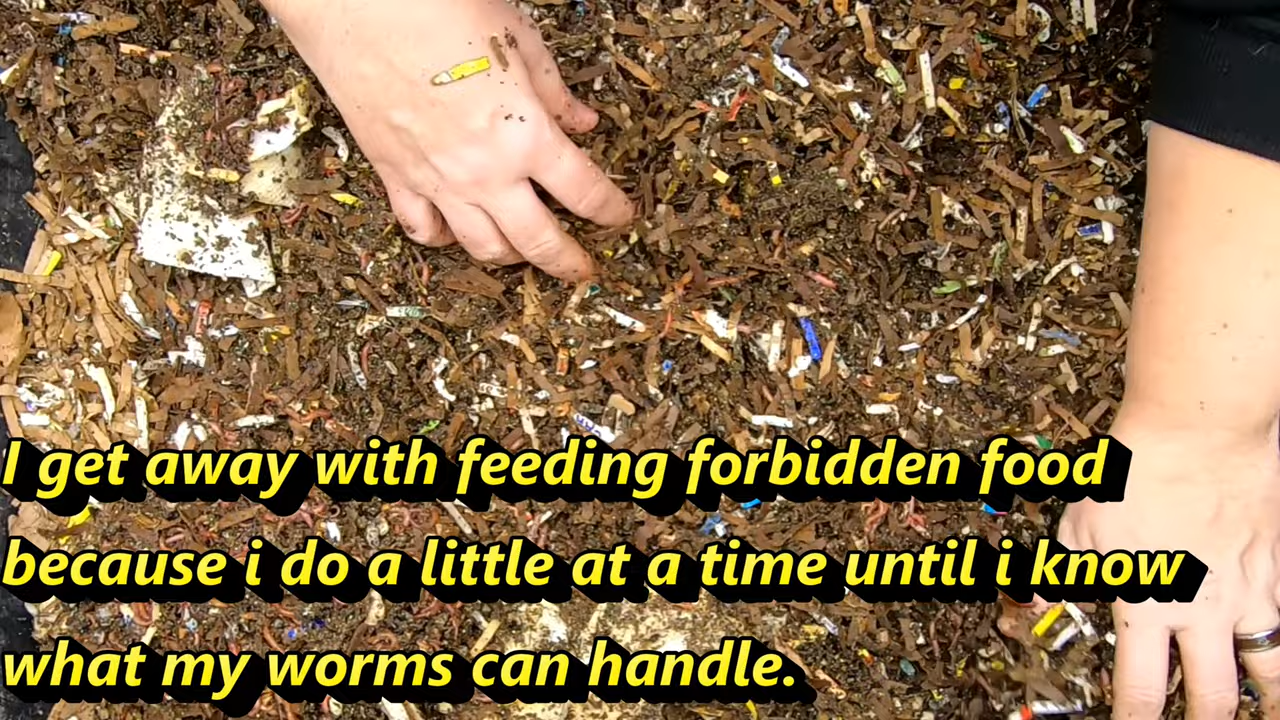 I get away with feeding forbidden food
because i do a little at a time until i know
what my worms can handle.